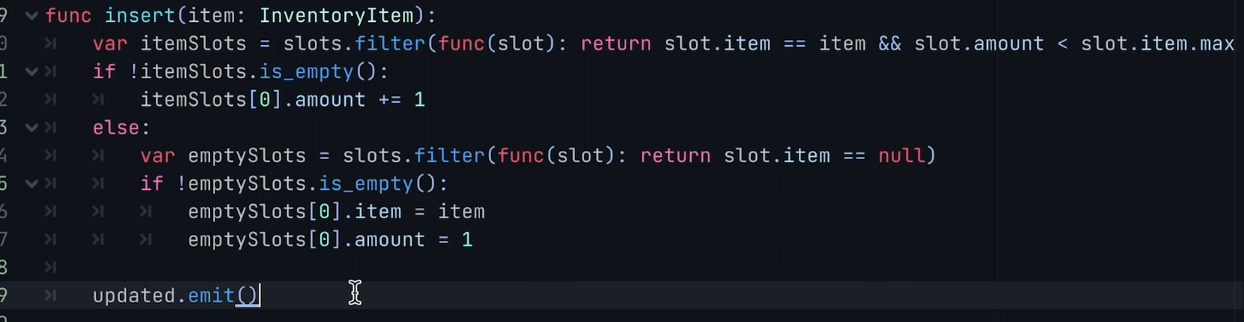 9 func insert(item: InventoryItem):
0 var itemSlots = slots.filter(func(slot): return slot.item == item && slot.amount < slot.item.max
1 if !itemSlots.is_empty():
2 itemSlots[0].amount += 1
3 else:
4 var emptySlots = slots.filter(func(slot): return slot.item == null)
5 if !emptySlots.is_empty():
6 emptySlots[0].item = item
7 emptySlots[0].amount = 1
8
9 updated.emit()